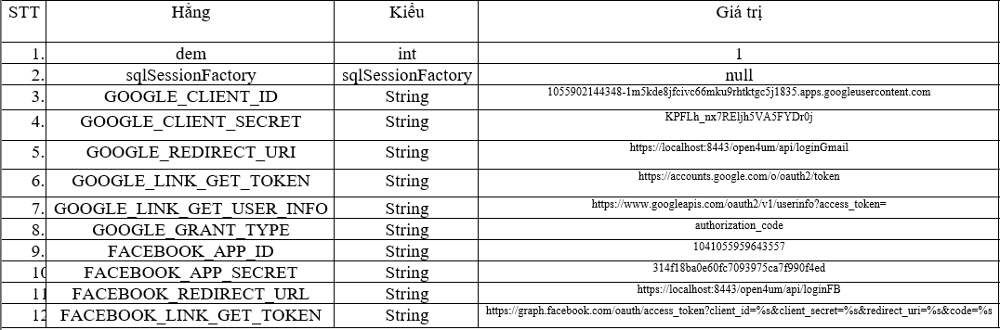 STT Hằng Kiểu Giá trị
1. dem int 1
2. sqlSessionFactory sqlSessionFactory null
3. GOOGLE_CLIENT_ID String 1055902144348-1m5kde8jfcivc66mku9rhtktgc5j1835.apps.googleusercontent.com
4. GOOGLE_CLIENT_SECRET String KPFLh_nx7REljh5VA5FYDr0j
5. GOOGLE_REDIRECT_URI String https://localhost:8443/open4um/api/loginGmail
6. GOOGLE_LINK_GET_TOKEN String https://accounts.google.com/o/oauth2/token
7. GOOGLE_LINK_GET_USER_INFO String https://www.googleapis.com/oauth2/v1/userinfo?access_token=
8. GOOGLE_GRANT_TYPE String authorization_code
9. FACEBOOK_APP_ID String 1041055959643557
10 FACEBOOK_APP_SECRET String 314f18ba0e60fc7093975ca7f990f4ed
11 FACEBOOK_REDIRECT_URL String https://localhost:8443/open4um/api/loginFB
12 FACEBOOK_LINK_GET_TOKEN String https://graph.facebook.com/oauth/access_token?client_id=%s&client_secret=%s&redirect_uri=%s&code=%s